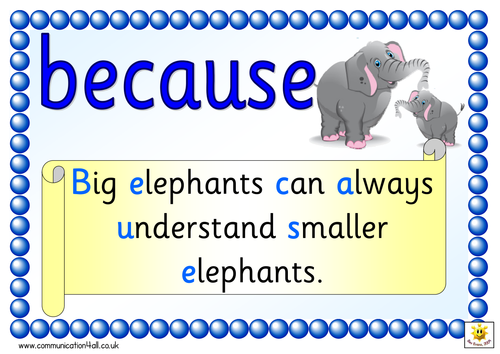 because
Big elephants can always
understand smaller
elephants.
www.communication4all.co.uk